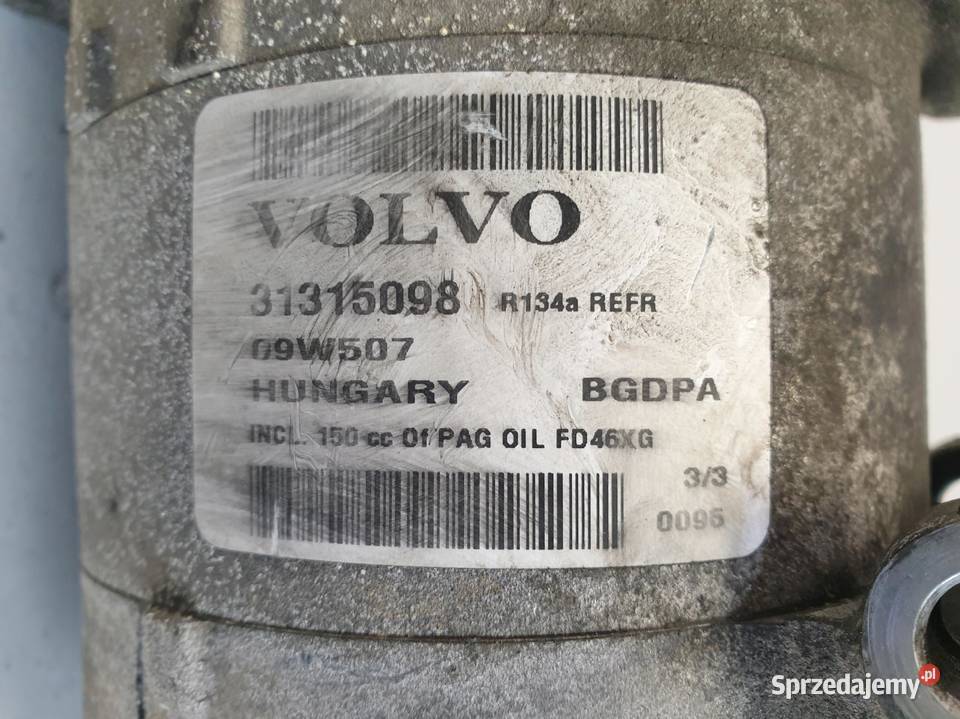 VOLVO
31315098 R134a REFR
09W507
HUNGARY BGDPA
INCL. 150 cc Of PAG OIL FD46XG
3/3
0095
Sprzedajemy.pl